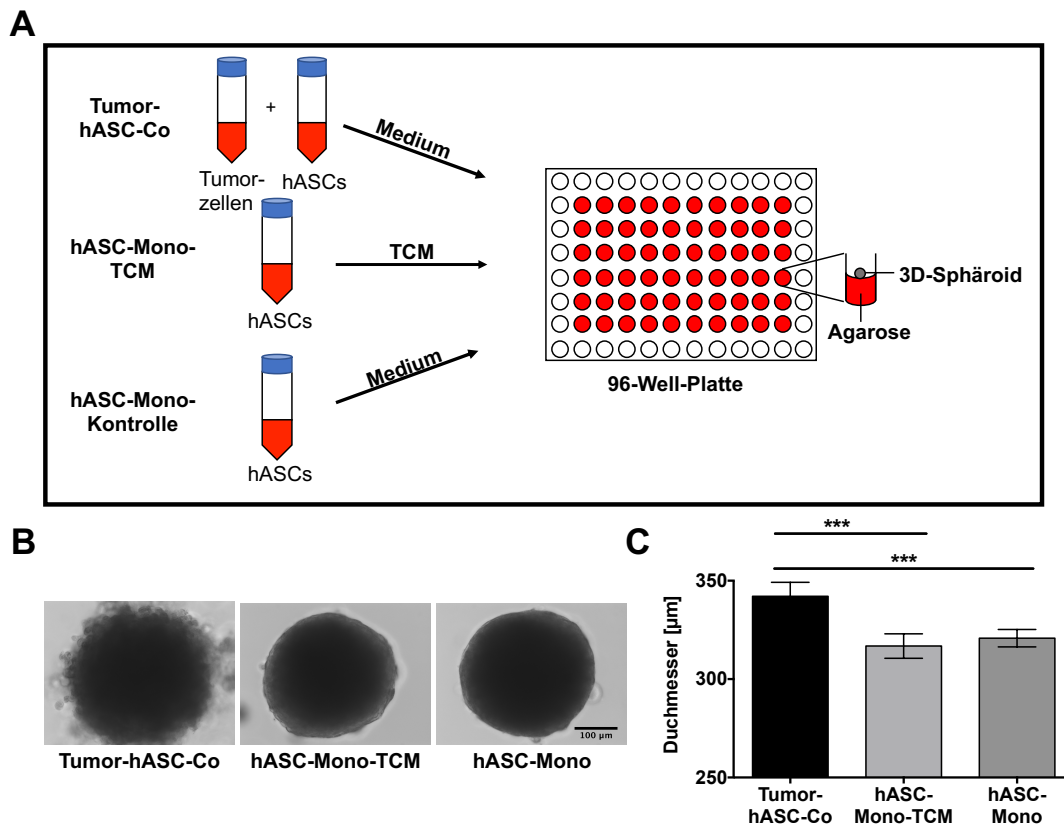 A
Tumor-
hASC-Co
+
Tumor-
zellen
hASCs
Medium
hASC-Mono-
TCM
hASCs
TCM
hASC-Mono-
Kontrolle
hASCs
Medium
3D-Sphäroid
Agarose
96-Well-Platte
B
100 µm
Tumor-hASC-Co
hASC-Mono-TCM
hASC-Mono
C
***
***
Duchmesser [µm]
350
300
250
Tumor-
hASC-Co
hASC-
Mono-TCM
hASC-
Mono